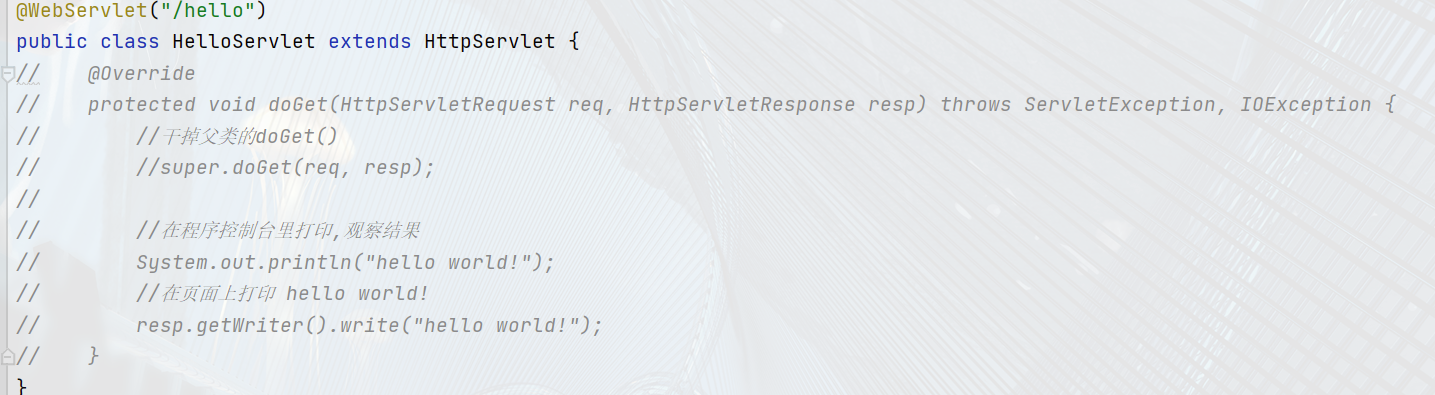 @WebServlet("/hello")
public class HelloServlet extends HttpServlet {
//    @Override
//    protected void doGet(HttpServletRequest req, HttpServletResponse resp) throws ServletException, IOException {
//        //干掉父类的doGet()
//        //super.doGet(req, resp);
//
//        //在程序控制台里打印,观察结果
//        System.out.println("hello world!");
//        //在页面上打印 hello world!
//        resp.getWriter().write("hello world!");
//    }
}